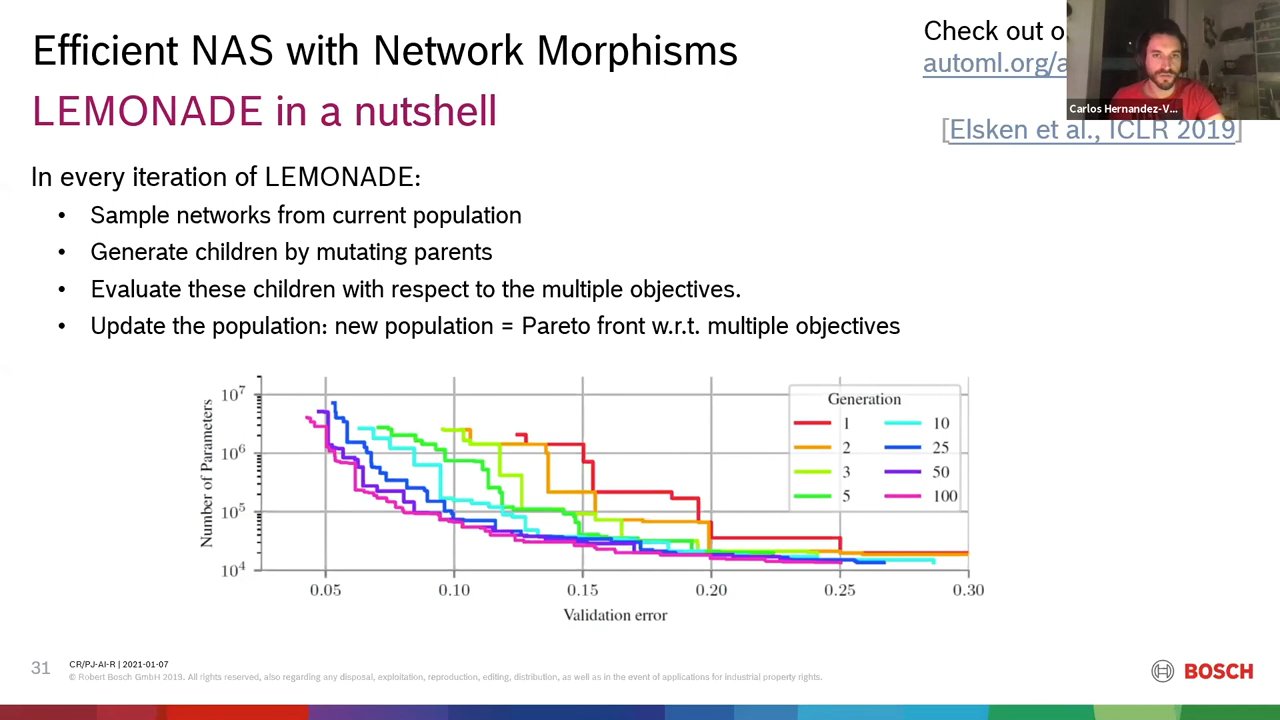 Efficient NAS with Network Morphisms
LEMONADE in a nutshell
Check out
automl.org/
Carlos Hernandez-V...
[Elsken et al., ICLR 2019]
In every iteration of LEMONADE:
• Sample networks from current population
• Generate children by mutating parents
• Evaluate these children with respect to the multiple objectives.
• Update the population: new population = Pareto front w.r.t. multiple objectives
Number of Parameters
10⁷
10⁶
10⁵
10⁴
Generation
1 10
2 25
3 50
5 100
0.05 0.10 0.15 0.20 0.25 0.30
Validation error
31
CR/PJ-AI-R | 2021-01-07
© Robert Bosch GmbH 2019. All rights reserved, also regarding any disposal, exploitation, reproduction, editing, distribution, as well as in the event of applications for industrial property rights.
BOSCH